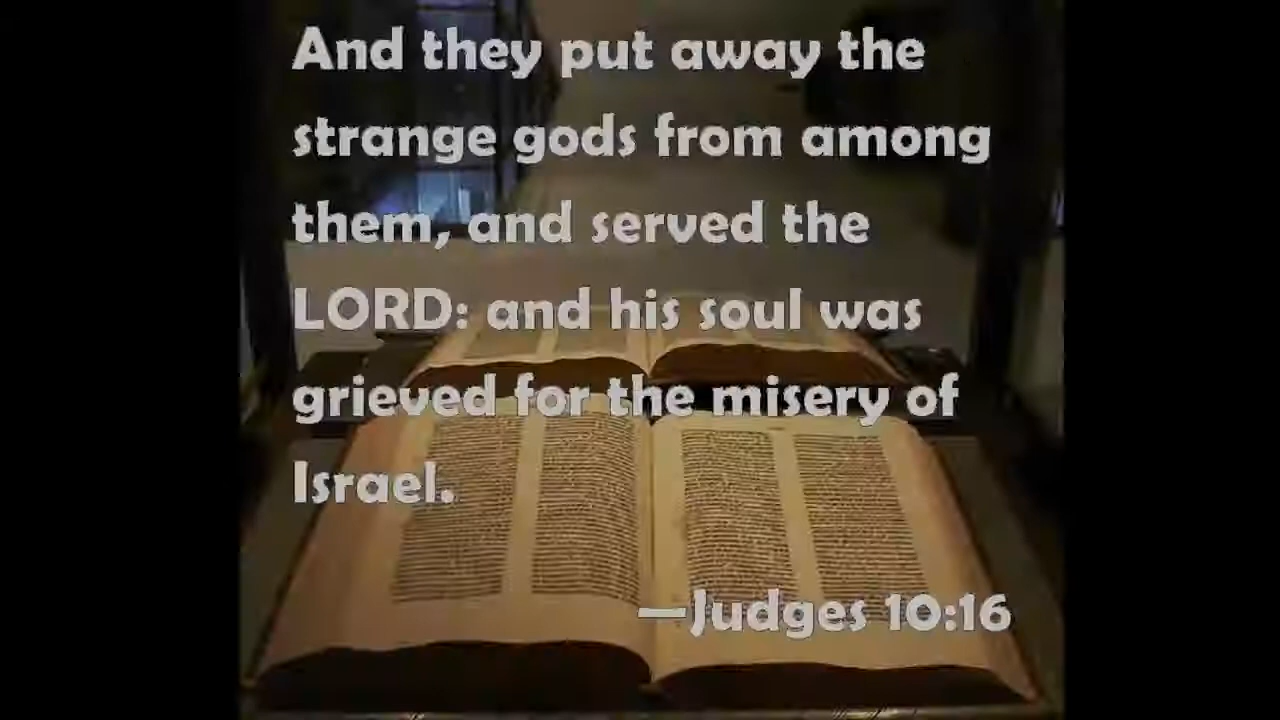 And they put away the
strange gods from among
them, and served the
LORD: and his soul was
grieved for the misery of
Israel.
—Judges 10:16